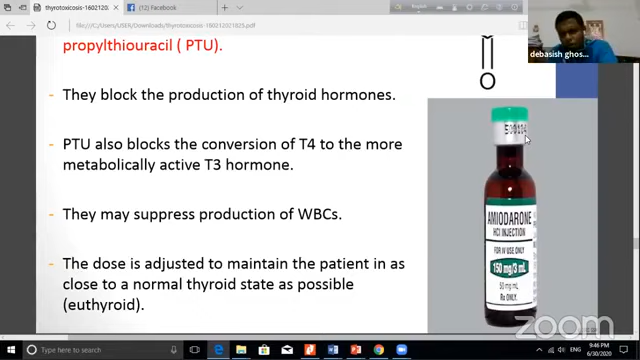 thyrotoxicosis-160212021825.pdf
(12) Facebook
English
file:///C:/Users/USER/Downloads/thyrotoxicosis-160212021825.pdf
debasish ghos...
propylthiouracil ( PTU).
O
- They block the production of thyroid hormones.
- PTU also blocks the conversion of T4 to the more
metabolically active T3 hormone.
- They may suppress production of WBCs.
- The dose is adjusted to maintain the patient in as
close to a normal thyroid state as possible
(euthyroid).
AMIODARONE
HCl INJECTION
FOR IV USE ONLY
150 mg/3 mL
50 mg/mL
Rx ONLY
zoom
Type here to search
ENG
9:46 PM
6/30/2020